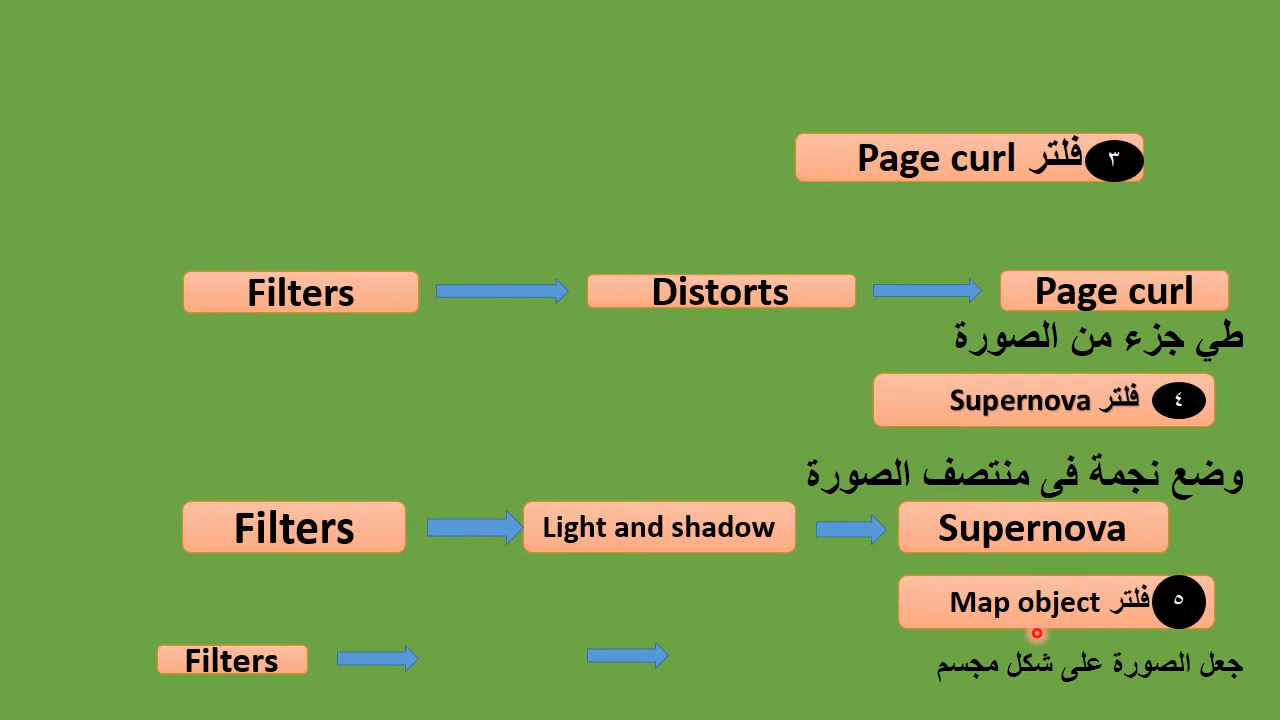 ٣ فلتر Page curl
Filters Distorts Page curl
طي جزء من الصورة
٤ فلتر Supernova
وضع نجمة فى منتصف الصورة
Filters Light and shadow Supernova
٥ فلتر Map object
Filters
جعل الصورة على شكل مجسم